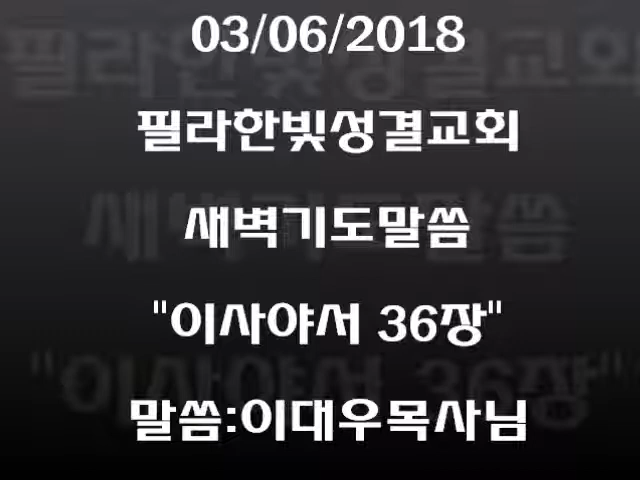 03/06/2018
필라한빛성결교회
새벽기도말씀
"이사야서 36장"
말씀:이대우목사님